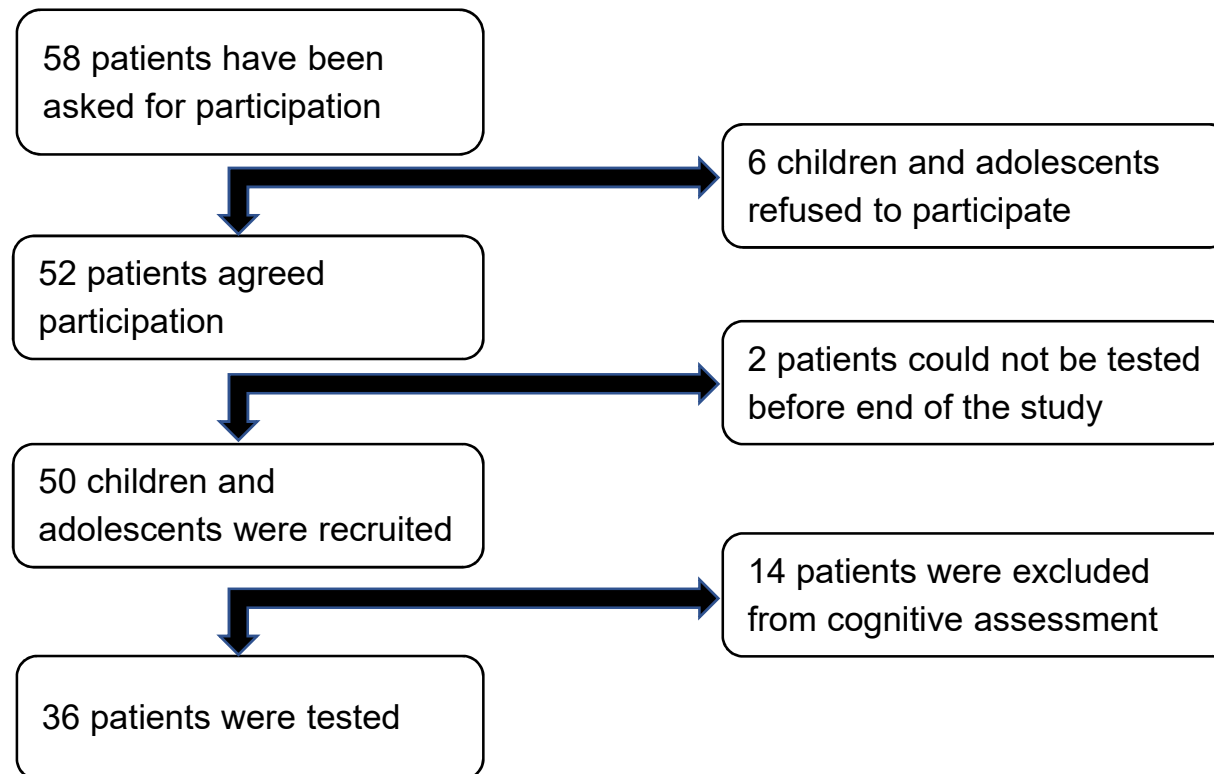 58 patients have been
asked for participation
6 children and adolescents
refused to participate
52 patients agreed
participation
2 patients could not be tested
before end of the study
50 children and
adolescents were recruited
14 patients were excluded
from cognitive assessment
36 patients were tested